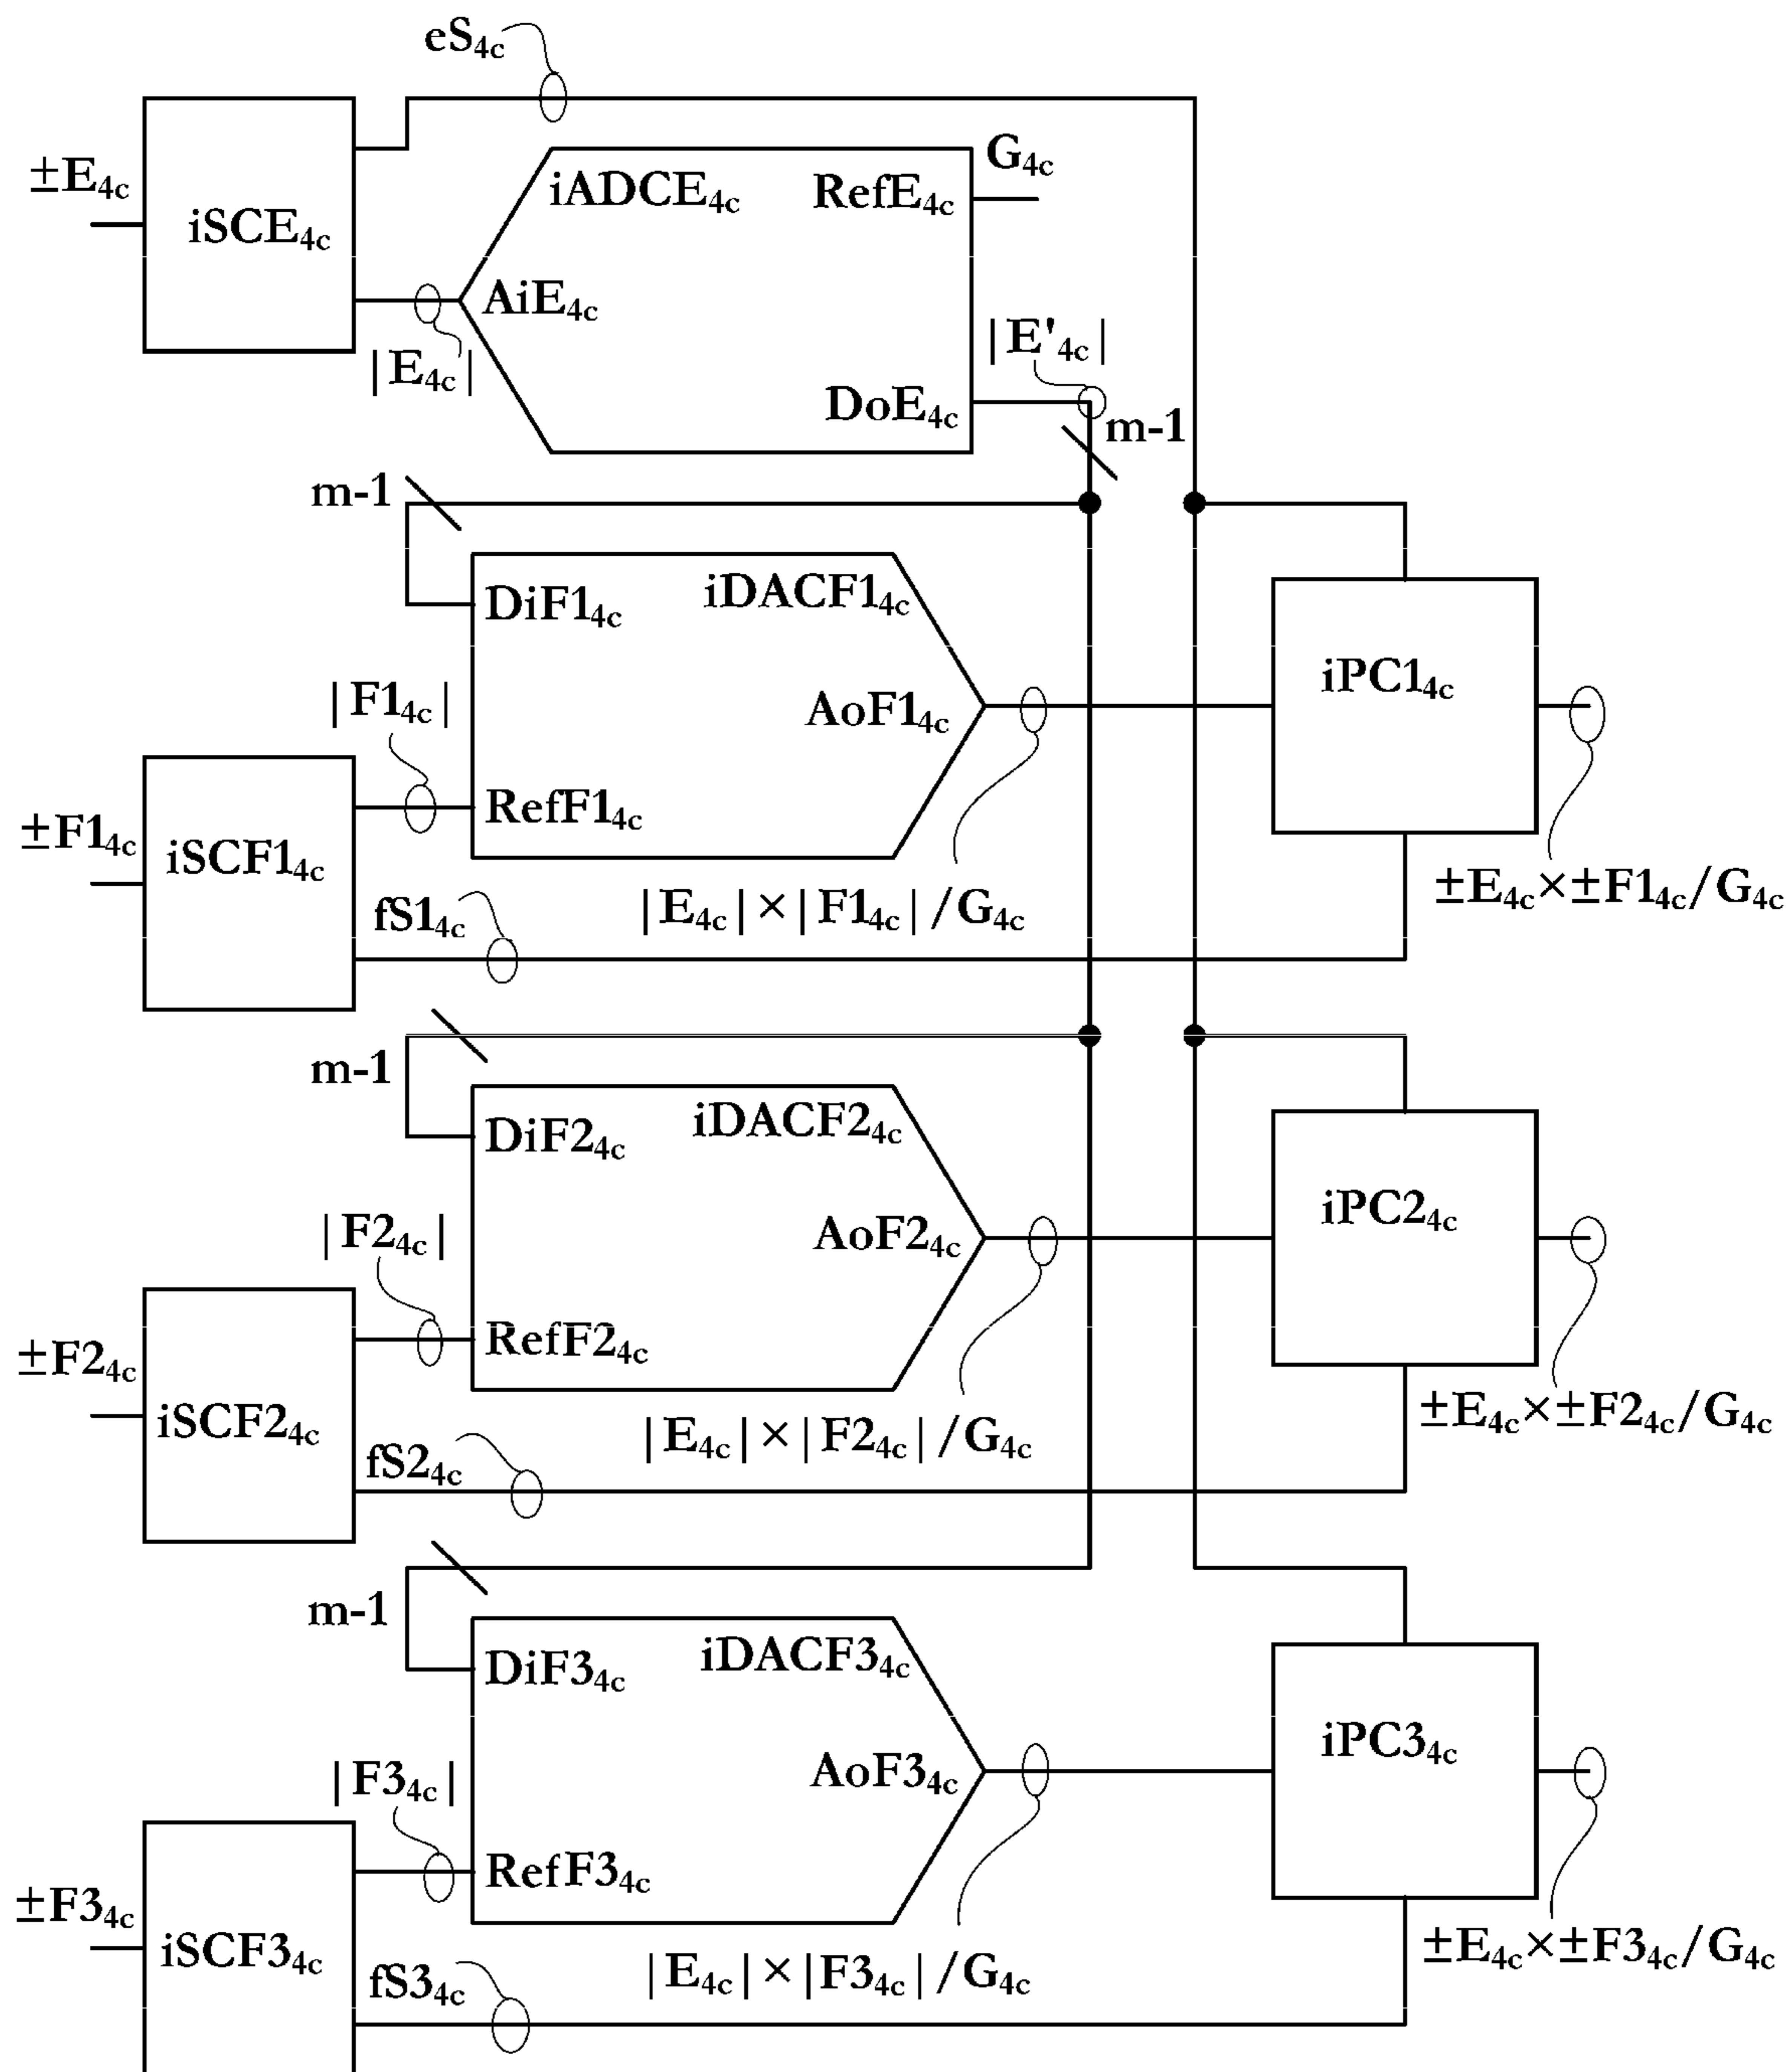 eS4c
±E4c
iSCE4c
iADCE4c
RefE4c
G4c
AiE4c
|E4c|
|E'4c|
DoE4c
m-1
m-1
DiF14c
iDACF14c
iPC14c
|F14c|
AoF14c
RefF14c
±F14c
iSCF14c
fS14c
|E4c|×|F14c|/G4c
±E4c×±F14c/G4c
m-1
DiF24c
iDACF24c
iPC24c
|F24c|
AoF24c
RefF24c
±F24c
iSCF24c
fS24c
|E4c|×|F24c|/G4c
±E4c×±F24c/G4c
m-1
DiF34c
iDACF34c
iPC34c
|F34c|
AoF34c
RefF34c
±F34c
iSCF34c
fS34c
|E4c|×|F34c|/G4c
±E4c×±F34c/G4c